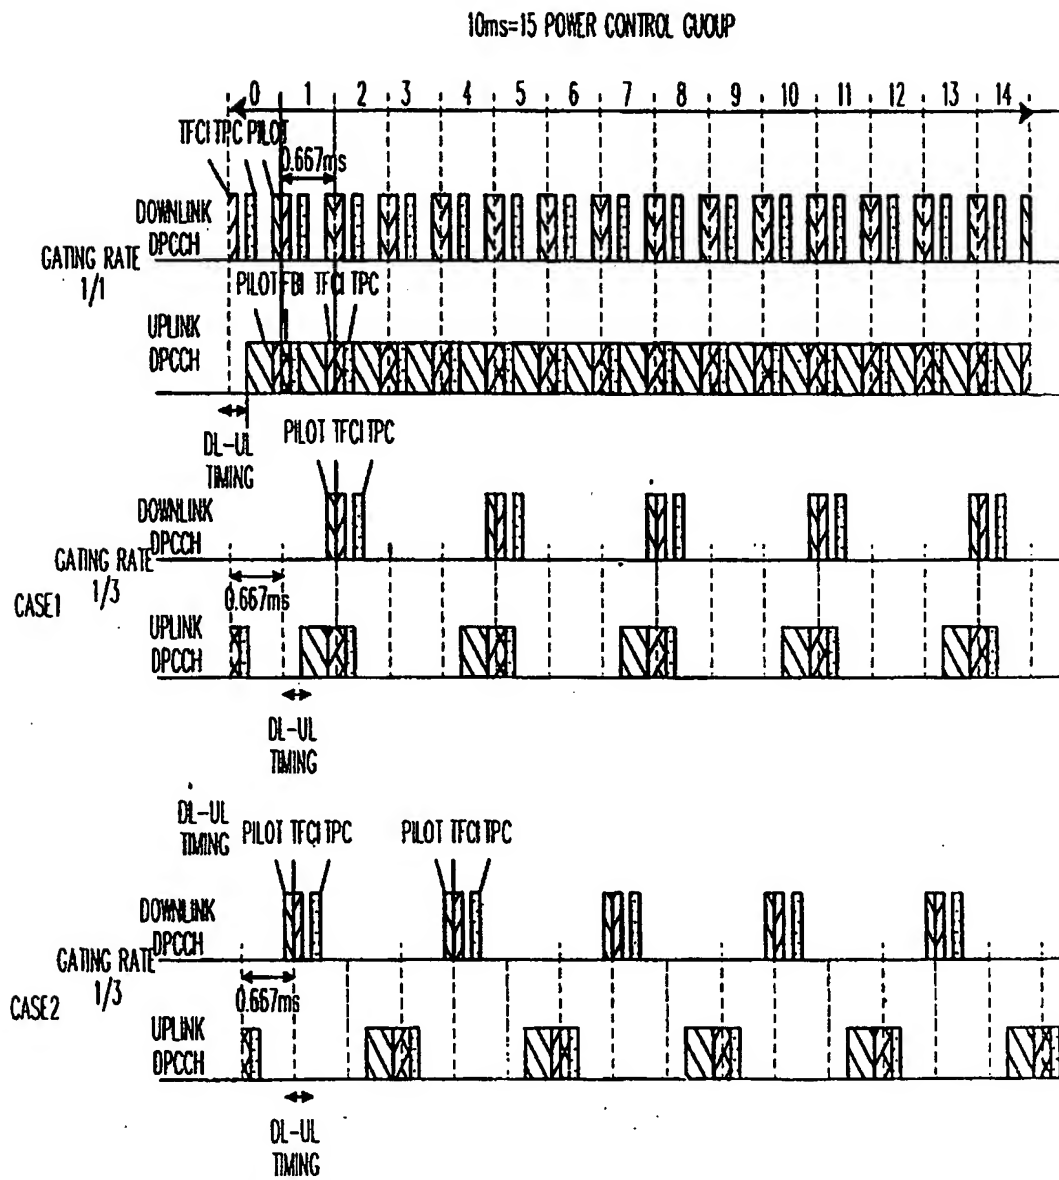 10ms=15 POWER CONTROL GUOUP
0 1 2 3 4 5 6 7 8 9 10 11 12 13 14
TFCI TPC PILOT
0.667ms
DOWNLINK
DPCCH
GATING RATE
1/1
PILOT FBI TFCI TPC
UPLINK
DPCCH
DL-UL
TIMING
PILOT TFCI TPC
DOWNLINK
DPCCH
GATING RATE
1/3
CASE1
0.667ms
UPLINK
DPCCH
DL-UL
TIMING
DL-UL
TIMING
PILOT TFCI TPC
PILOT TFCI TPC
DOWNLINK
DPCCH
GATING RATE
1/3
CASE2
0.667ms
UPLINK
DPCCH
DL-UL
TIMING